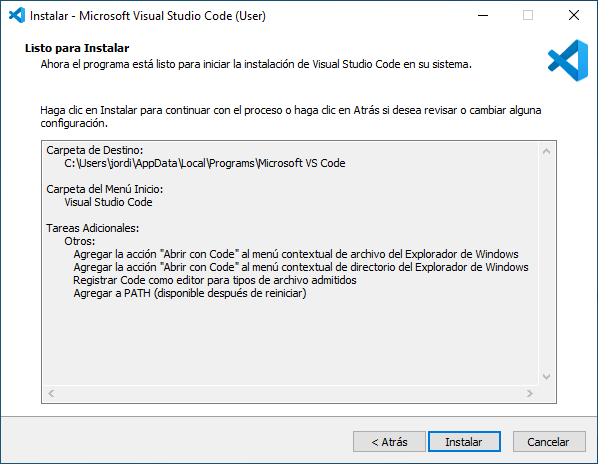 Instalar - Microsoft Visual Studio Code (User)
Listo para Instalar
Ahora el programa está listo para iniciar la instalación de Visual Studio Code en su sistema.
Haga clic en Instalar para continuar con el proceso o haga clic en Atrás si desea revisar o cambiar alguna
configuración.
Carpeta de Destino:
C:\Users\jordi\AppData\Local\Programs\Microsoft VS Code
Carpeta del Menú Inicio:
Visual Studio Code
Tareas Adicionales:
Otros:
Agregar la acción "Abrir con Code" al menú contextual de archivo del Explorador de Windows
Agregar la acción "Abrir con Code" al menú contextual de directorio del Explorador de Windows
Registrar Code como editor para tipos de archivo admitidos
Agregar a PATH (disponible después de reiniciar)
< Atrás
Instalar
Cancelar